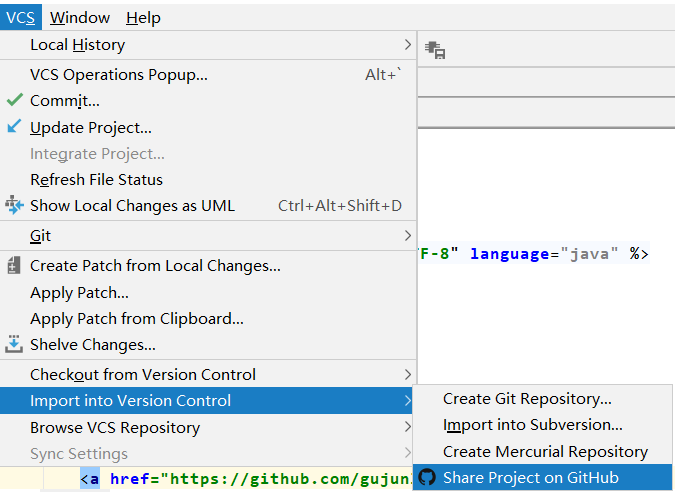 VCS Window Help
Local History
VCS Operations Popup... Alt+`
Commit...
Update Project...
Integrate Project...
Refresh File Status
Show Local Changes as UML Ctrl+Alt+Shift+D
Git
F-8" language="java" %>
Create Patch from Local Changes...
Apply Patch...
Apply Patch from Clipboard...
Shelve Changes...
Checkout from Version Control
Import into Version Control
Browse VCS Repository
Sync Settings
Create Git Repository...
Import into Subversion...
Create Mercurial Repository
Share Project on GitHub
<a href="https://github.com/gujun